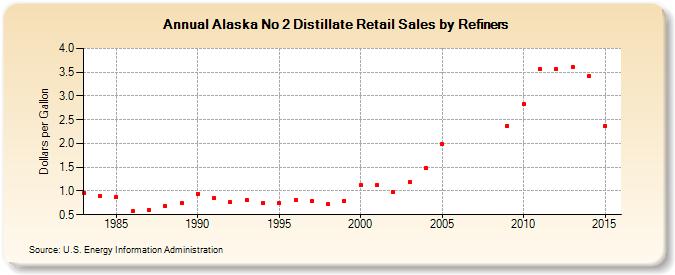 Annual Alaska No 2 Distillate Retail Sales by Refiners
Dollars per Gallon
4.0
3.5
3.0
2.5
2.0
1.5
1.0
0.5
1985 1990 1995 2000 2005 2010 2015
Source: U.S. Energy Information Administration